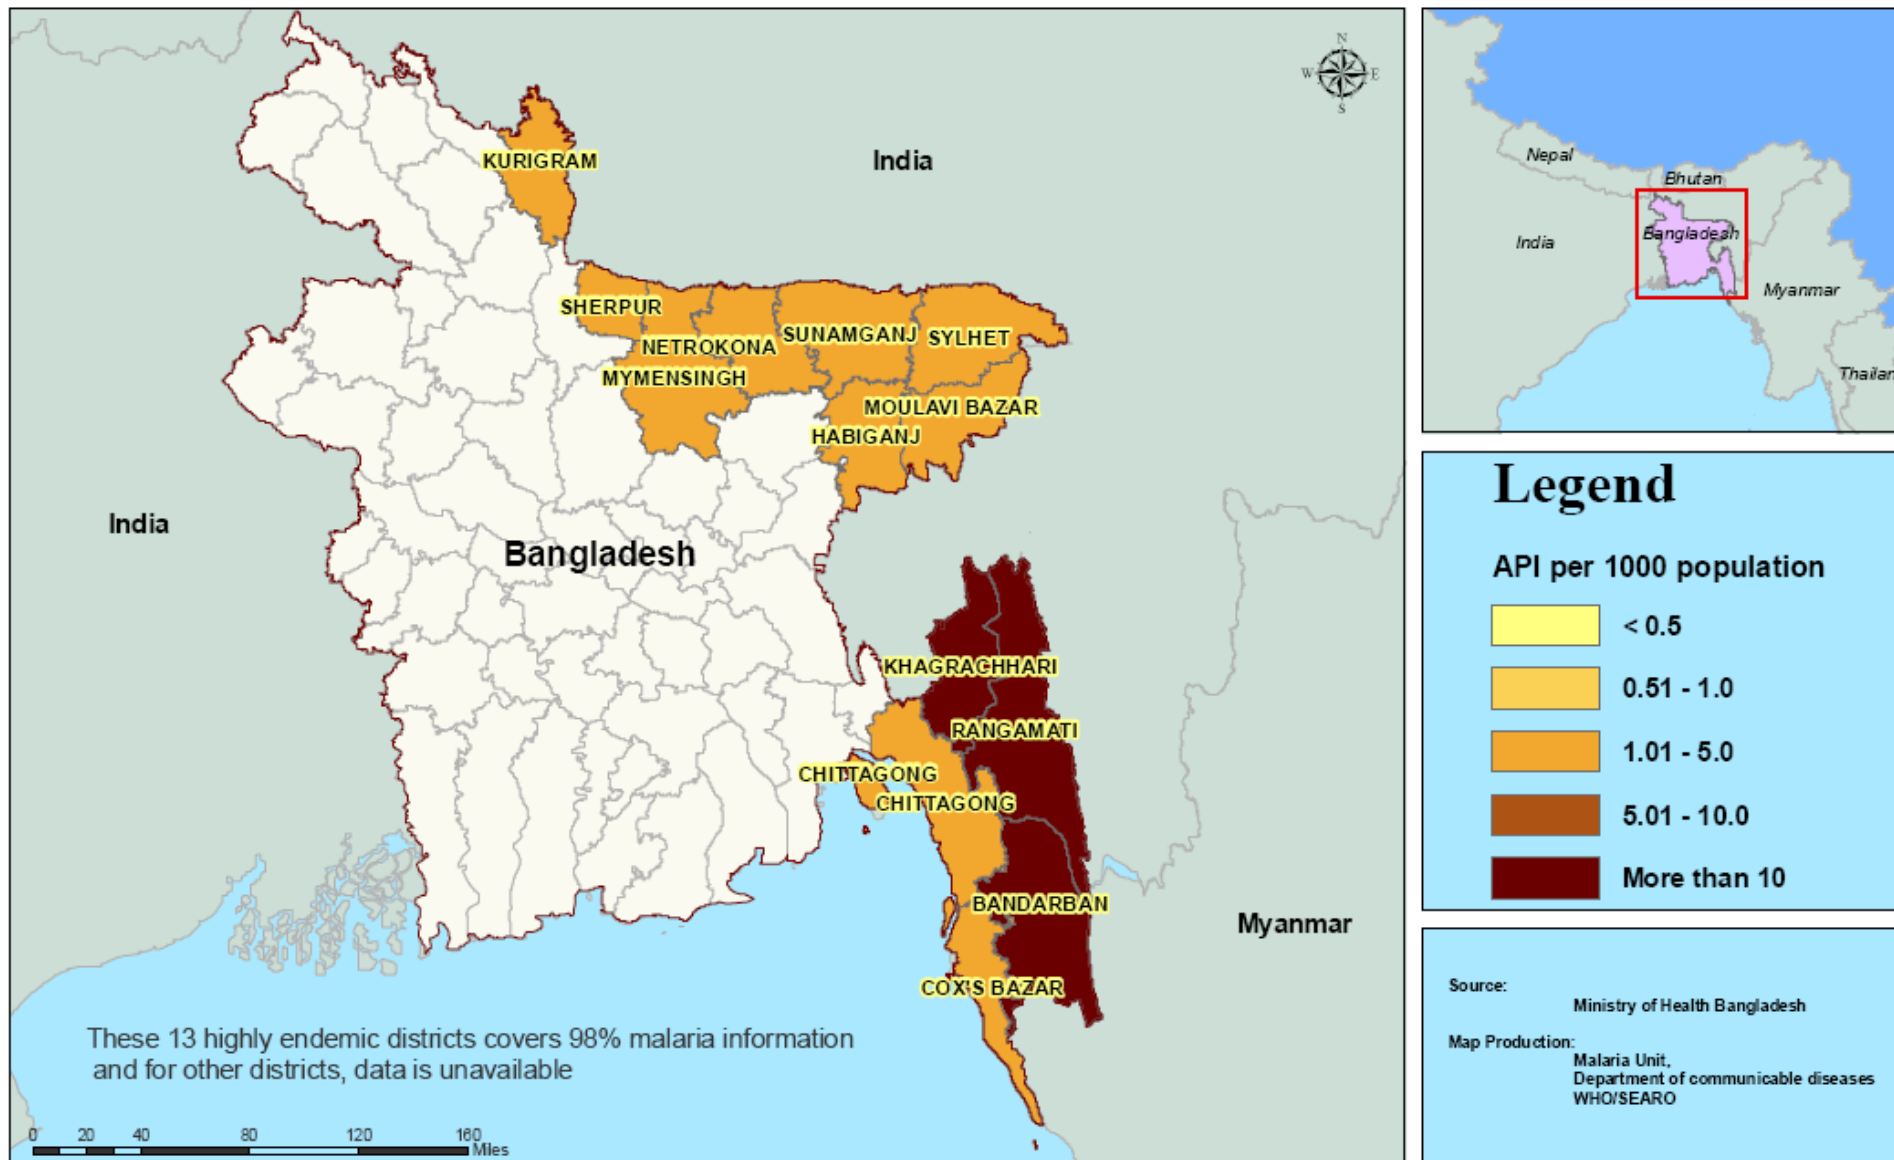 N
W
E
S
KURIGRAM
India
SHERPUR
NETROKONA
SUNAMGANJ
SYLHET
MYMENSINGH
MOULAVI BAZAR
HABIGANJ
India
Bangladesh
KHAGRACHHARI
RANGAMATI
CHITTAGONG
CHITTAGONG
BANDARBAN
Myanmar
COX'S BAZAR
These 13 highly endemic districts covers 98% malaria information
and for other districts, data is unavailable
0 20 40 80 120 160
Miles
Nepal
Bhutan
India
Bangladesh
Myanmar
Thailan
Legend
API per 1000 population
< 0.5
0.51 - 1.0
1.01 - 5.0
5.01 - 10.0
More than 10
Source:
Ministry of Health Bangladesh
Map Production:
Malaria Unit,
Department of communicable diseases
WHO/SEARO